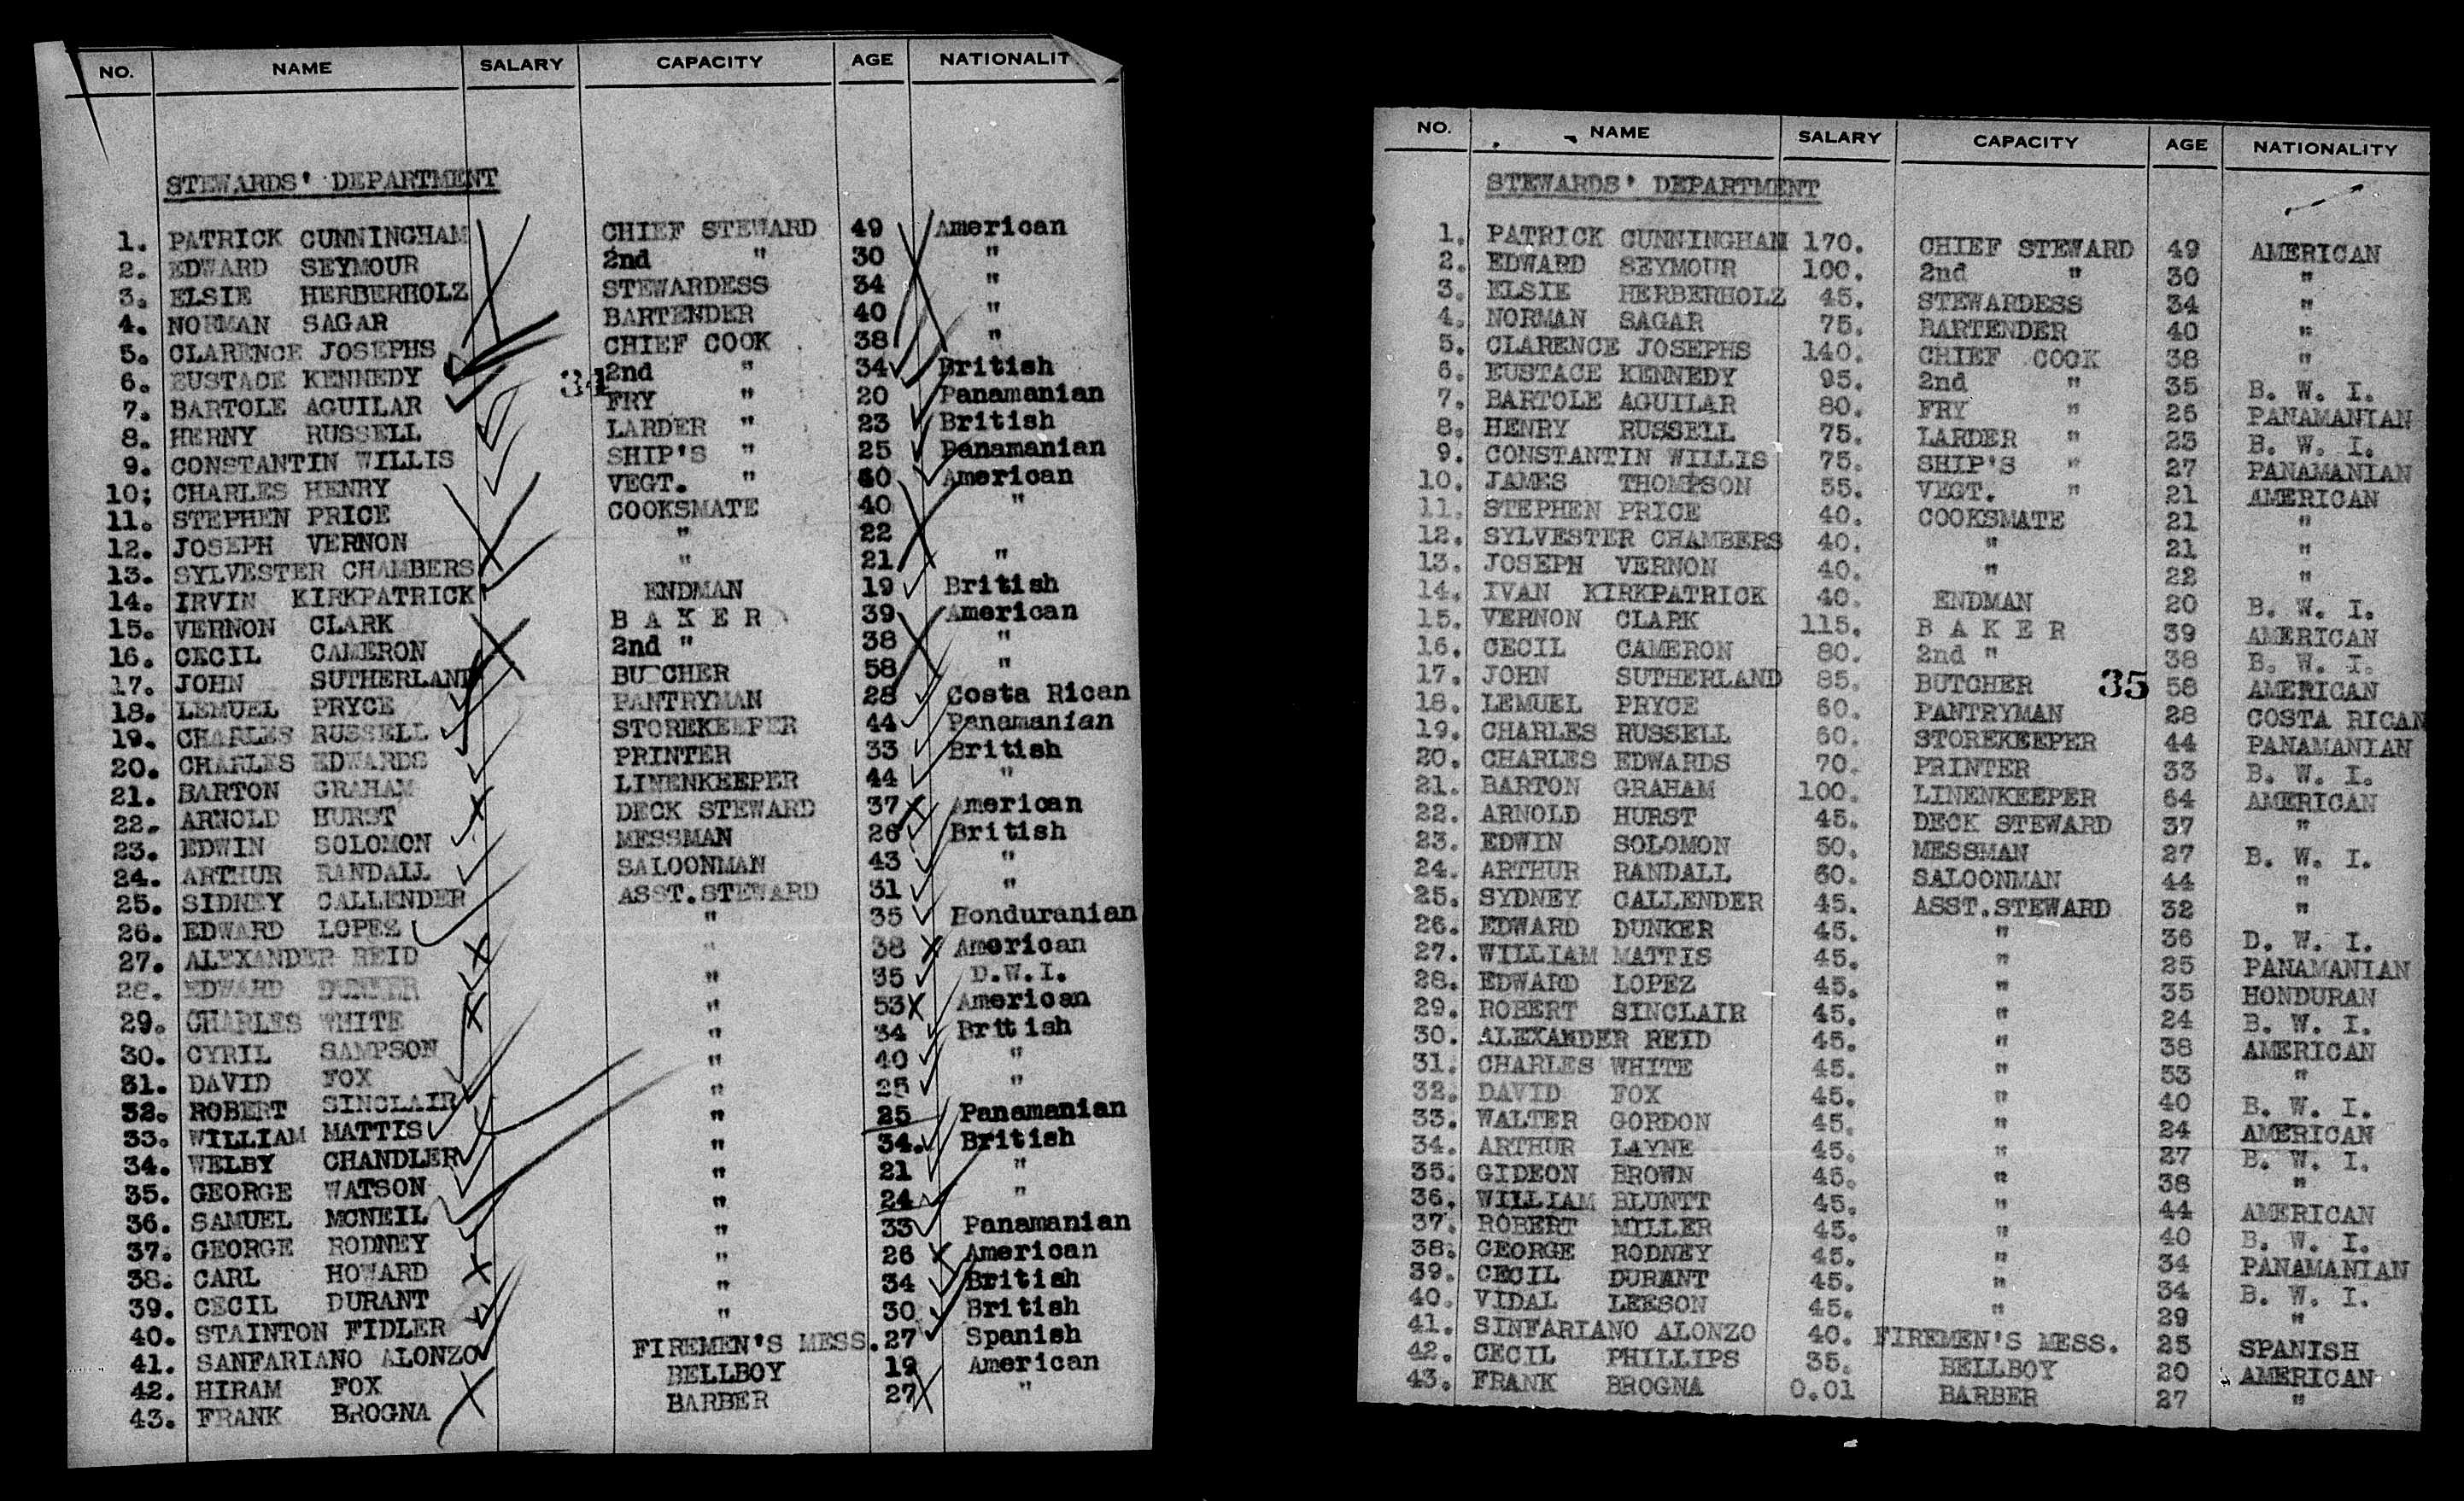 NO. NAME SALARY CAPACITY AGE NATIONALIT
STEWARDS' DEPARTMENT
1. PATRICK CUNNINGHAM CHIEF STEWARD 49 American
2. EDWARD SEYMOUR 2nd " 30 "
3. ELSIE HERBERHOLZ STEWARDESS 34 "
4. NORMAN SAGAR BARTENDER 40 "
5. CLARENCE JOSEPHS CHIEF COOK 38 "
6. EUSTACE KENNEDY 2nd " 34 British
34
7. BARTOLE AGUILAR FRY " 20 Panamanian
8. HERNY RUSSELL LARDER " 23 British
9. CONSTANTIN WILLIS SHIP'S " 25 Panamanian
10; CHARLES HENRY VEGT. " 60 American
11. STEPHEN PRICE COOKSMATE 40 "
12. JOSEPH VERNON " 22
13. SYLVESTER CHAMBERS " 21 "
14. IRVIN KIRKPATRICK ENDMAN 19 British
15. VERNON CLARK B A K E R 39 American
16. CECIL CAMERON 2nd " 38 "
17. JOHN SUTHERLAND BUTCHER 58 "
18. LEMUEL PRYCE PANTRYMAN 28 Costa Rican
19. CHARLES RUSSELL STOREKEEPER 44 Panamanian
20. CHARLES EDWARDS PRINTER 33 British
21. BARTON GRAHAM LINENKEEPER 44 "
22. ARNOLD HURST DECK STEWARD 37 American
23. EDWIN SOLOMON MESSMAN 26 British
24. ARTHUR RANDALL SALOONMAN 43 "
25. SIDNEY CALLENDER ASST.STEWARD 31 "
26. EDWARD LOPEZ " 35 Honduranian
27. ALEXANDER REID " 38 American
28. EDWARD DUNKER " 35 D.W.I.
29. CHARLES WHITE " 53 American
30. CYRIL SAMPSON " 34 British
31. DAVID FOX " 40 "
32. ROBERT SINCLAIR " 25 "
33. WILLIAM MATTIS " 25 Panamanian
34. WELBY CHANDLER " 34. British
35. GEORGE WATSON " 21 "
36. SAMUEL MCNEIL " 24 "
37. GEORGE RODNEY " 33 Panamanian
38. CARL HOWARD " 26 American
39. CECIL DURANT " 34 British
40. STAINTON FIDLER " 30 British
41. SANFARIANO ALONZO FIREMEN'S MESS. 27 Spanish
42. HIRAM FOX BELLBOY 19 American
43. FRANK BROGNA BARBER 27 "
NO. NAME SALARY CAPACITY AGE NATIONALITY
STEWARDS' DEPARTMENT
1. PATRICK CUNNINGHAM 170. CHIEF STEWARD 49 AMERICAN
2. EDWARD SEYMOUR 100. 2nd " 30 "
3. ELSIE HERBERHOLZ 45. STEWARDESS 34 "
4. NORMAN SAGAR 75. BARTENDER 40 "
5. CLARENCE JOSEPHS 140. CHIEF COOK 38 "
6. EUSTACE KENNEDY 95. 2nd " 35 B. W. I.
7. BARTOLE AGUILAR 80. FRY " 26 PANAMANIAN
8. HENRY RUSSELL 75. LARDER " 23 B. W. I.
9. CONSTANTIN WILLIS 75. SHIP'S " 27 PANAMANIAN
10. JAMES THOMPSON 55. VEGT. " 21 AMERICAN
11. STEPHEN PRICE 40. COOKSMATE 21 "
12. SYLVESTER CHAMBERS 40. " 21 "
13. JOSEPH VERNON 40. " 22 "
14. IVAN KIRKPATRICK 40. ENDMAN 20 B. W. I.
15. VERNON CLARK 115. B A K E R 39 AMERICAN
16. CECIL CAMERON 80. 2nd " 38 B. W. I.
17. JOHN SUTHERLAND 85. BUTCHER 35 58 AMERICAN
18. LEMUEL PRYCE 60. PANTRYMAN 28 COSTA RICAN
19. CHARLES RUSSELL 60. STOREKEEPER 44 PANAMANIAN
20. CHARLES EDWARDS 70. PRINTER 33 B. W. I.
21. BARTON GRAHAM 100. LINENKEEPER 64 AMERICAN
22. ARNOLD HURST 45. DECK STEWARD 37 "
23. EDWIN SOLOMON 50. MESSMAN 27 B. W. I.
24. ARTHUR RANDALL 60. SALOONMAN 44 "
25. SYDNEY CALLENDER 45. ASST.STEWARD 32 "
26. EDWARD DUNKER 45. " 36 D. W. I.
27. WILLIAM MATTIS 45. " 25 PANAMANIAN
28. EDWARD LOPEZ 45. " 35 HONDURAN
29. ROBERT SINCLAIR 45. " 24 B. W. I.
30. ALEXANDER REID 45. " 38 AMERICAN
31. CHARLES WHITE 45. " 53 "
32. DAVID FOX 45. " 40 B. W. I.
33. WALTER GORDON 45. " 24 AMERICAN
34. ARTHUR LAYNE 45. " 27 B. W. I.
35. GIDEON BROWN 45. " 38 "
36. WILLIAM BLUNTT 45. " 44 AMERICAN
37. ROBERT MILLER 45. " 40 B. W. I.
38. GEORGE RODNEY 45. " 34 PANAMANIAN
39. CECIL DURANT 45. " 34 B. W. I.
40. VIDAL LEESON 45. " 29 "
41. SINFARIANO ALONZO 40. FIREMEN'S MESS. 25 SPANISH
42. CECIL PHILLIPS 35. BELLBOY 20 AMERICAN
43. FRANK BROGNA 0.01 BARBER 27 "